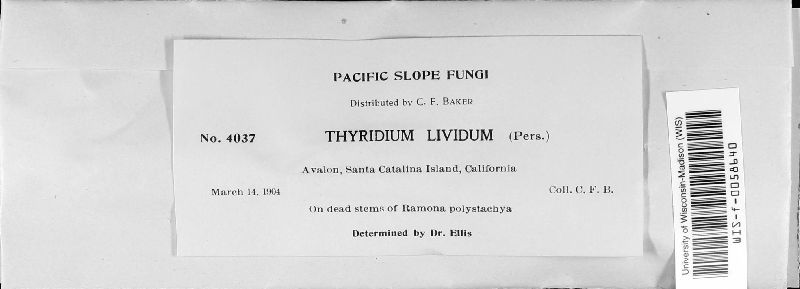 PACIFIC SLOPE FUNGI
Distributed by C. F. BAKER
No. 4037 THYRIDIUM LIVIDUM (Pers.)
Avalon, Santa Catalina Island, California
March 14, 1904 Coll. C. F. B.
On dead stems of Ramona polystachya
Determined by Dr. Ellis
University of Wisconsin-Madison (WIS)
WIS-f-0058640